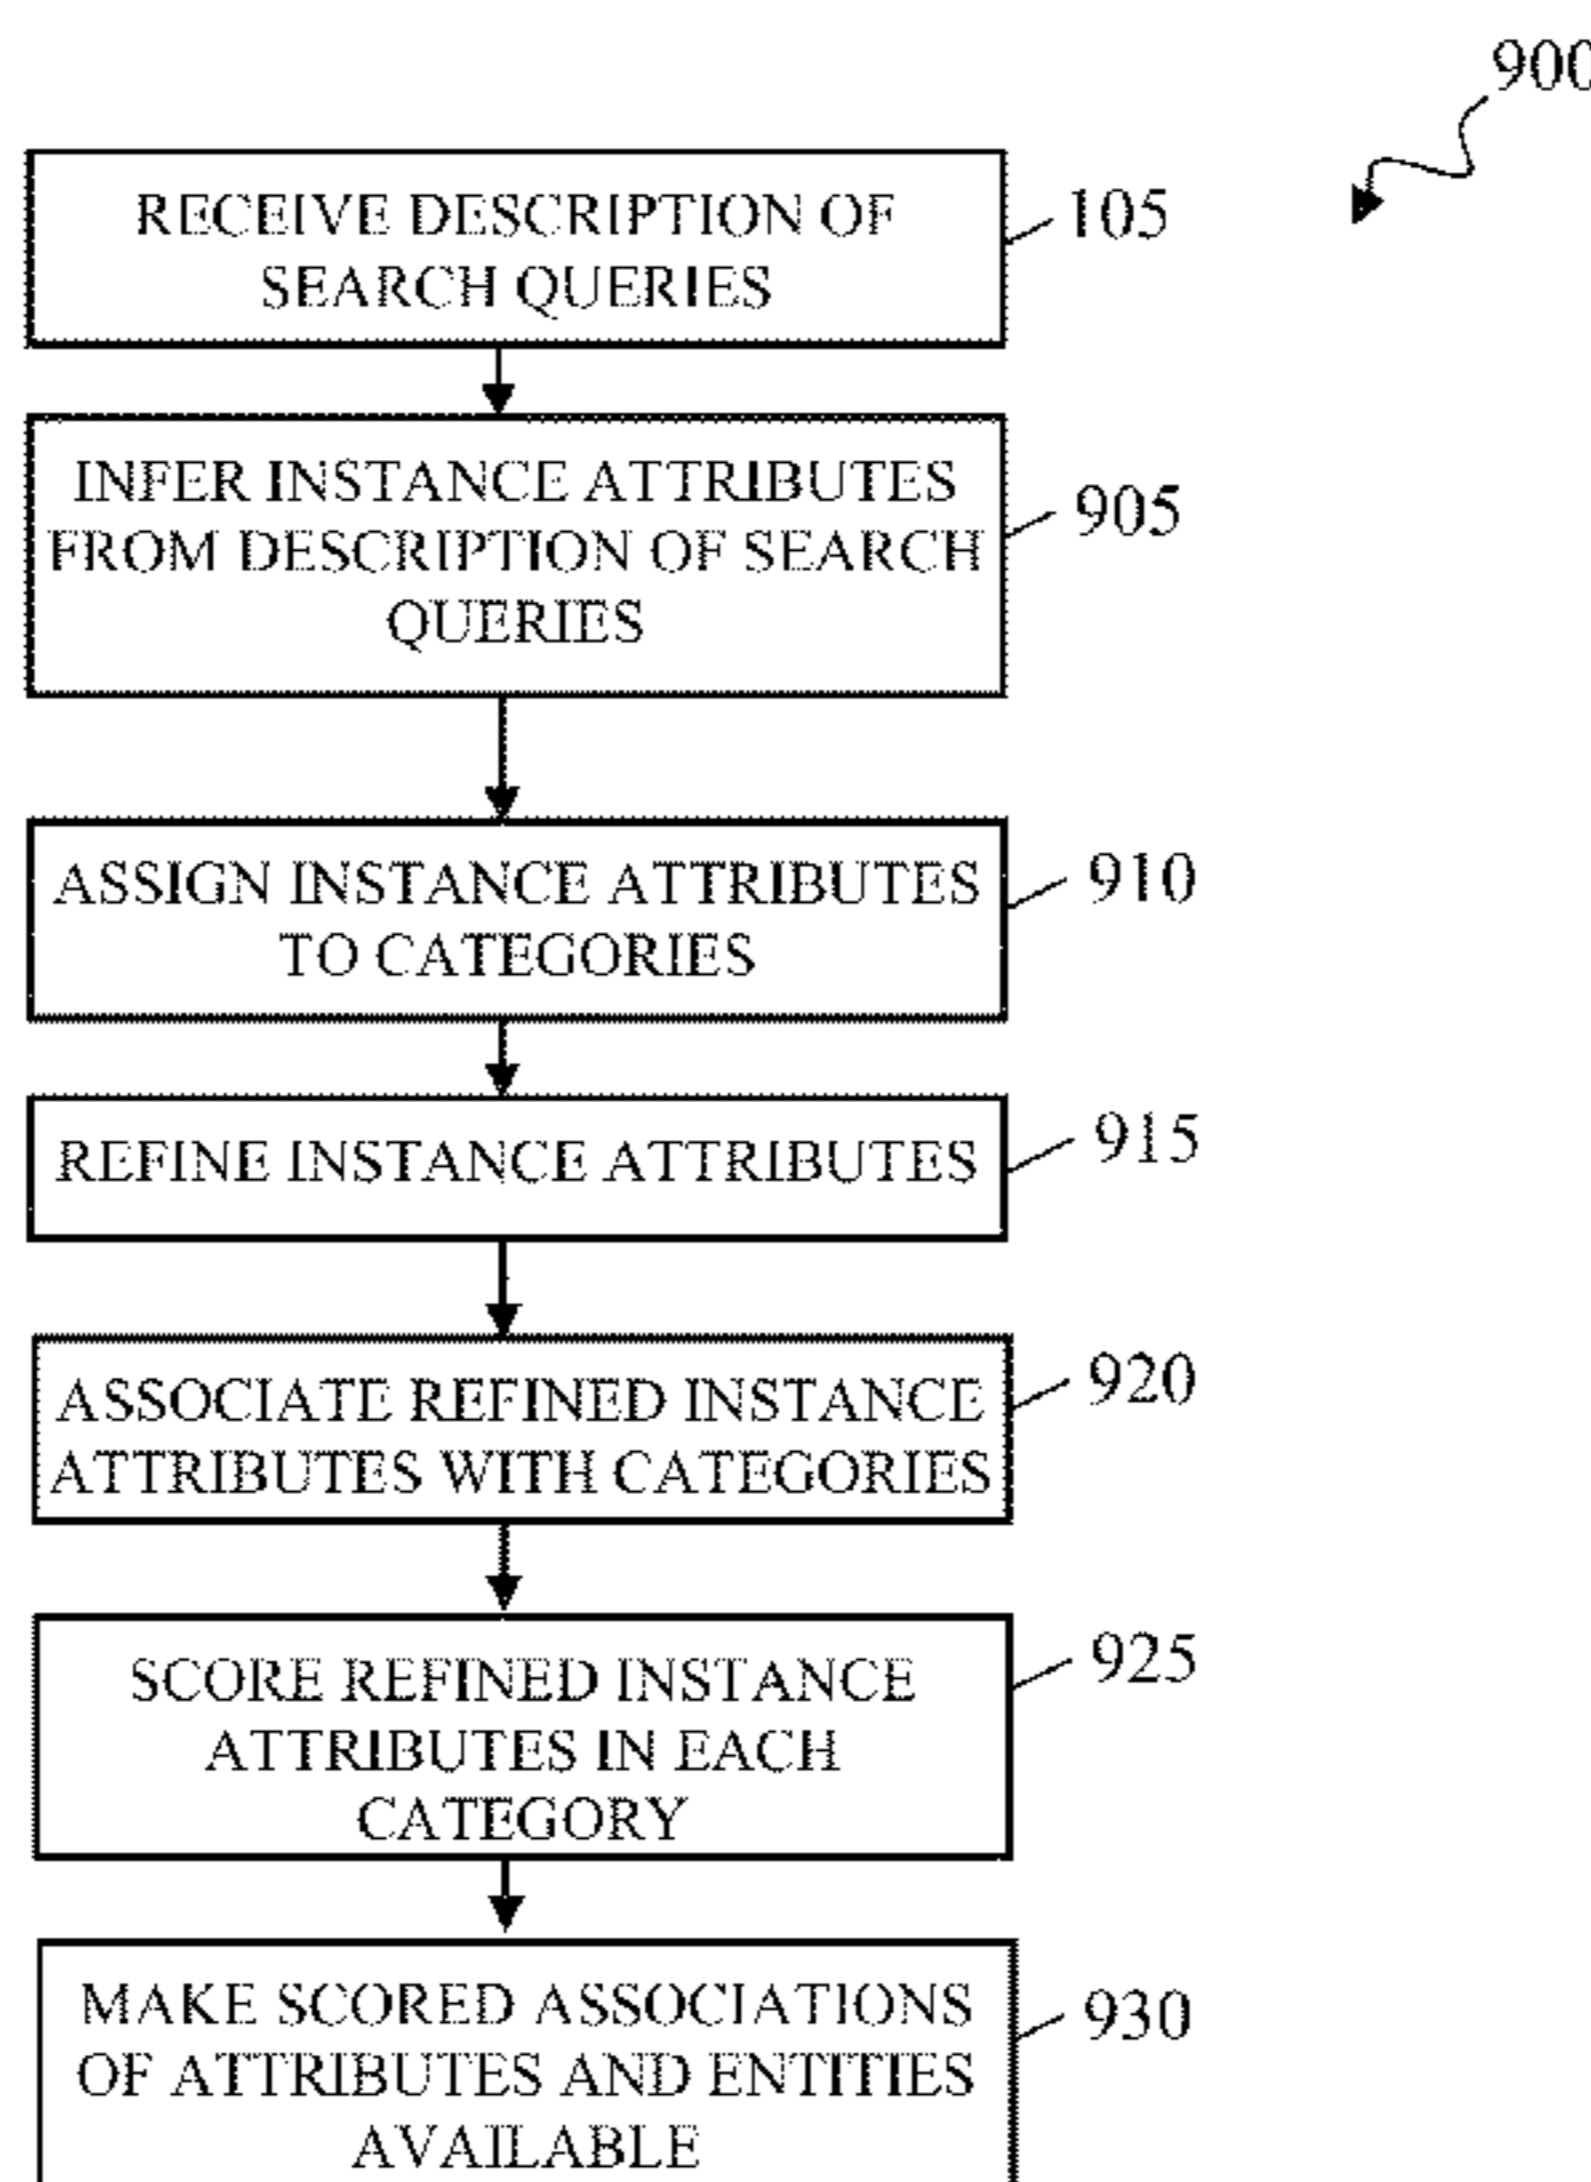 900
RECEIVE DESCRIPTION OF
SEARCH QUERIES
105
INFER INSTANCE ATTRIBUTES
FROM DESCRIPTION OF SEARCH
QUERIES
905
ASSIGN INSTANCE ATTRIBUTES
TO CATEGORIES
910
REFINE INSTANCE ATTRIBUTES
915
ASSOCIATE REFINED INSTANCE
ATTRIBUTES WITH CATEGORIES
920
SCORE REFINED INSTANCE
ATTRIBUTES IN EACH
CATEGORY
925
MAKE SCORED ASSOCIATIONS
OF ATTRIBUTES AND ENTITIES
AVAILABLE
930